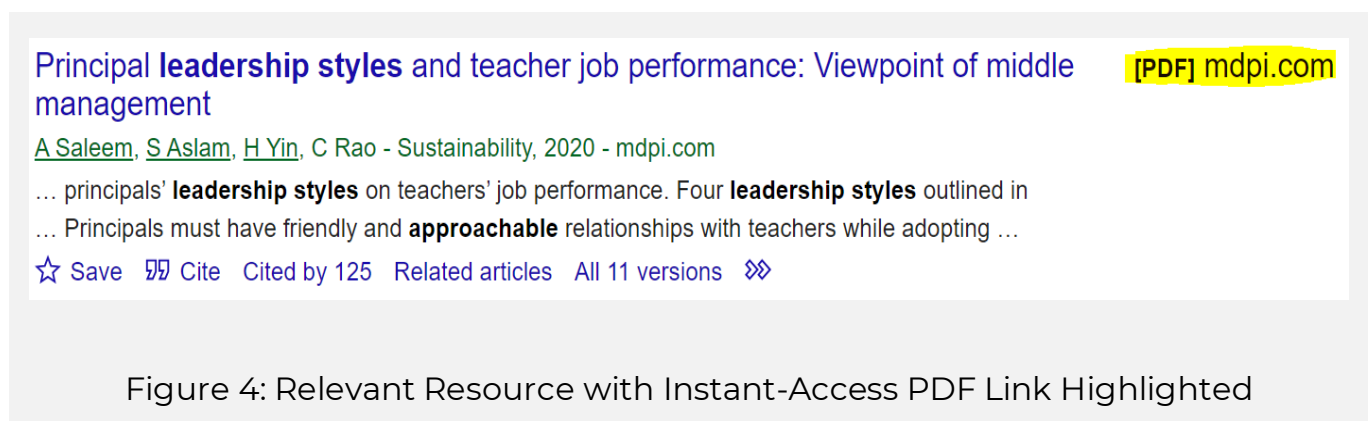 Principal leadership styles and teacher job performance: Viewpoint of middle
management
[PDF] mdpi.com
A Saleem, S Aslam, H Yin, C Rao - Sustainability, 2020 - mdpi.com
… principals’ leadership styles on teachers’ job performance. Four leadership styles outlined in
… Principals must have friendly and approachable relationships with teachers while adopting …
Save Cite Cited by 125 Related articles All 11 versions
Figure 4: Relevant Resource with Instant-Access PDF Link Highlighted